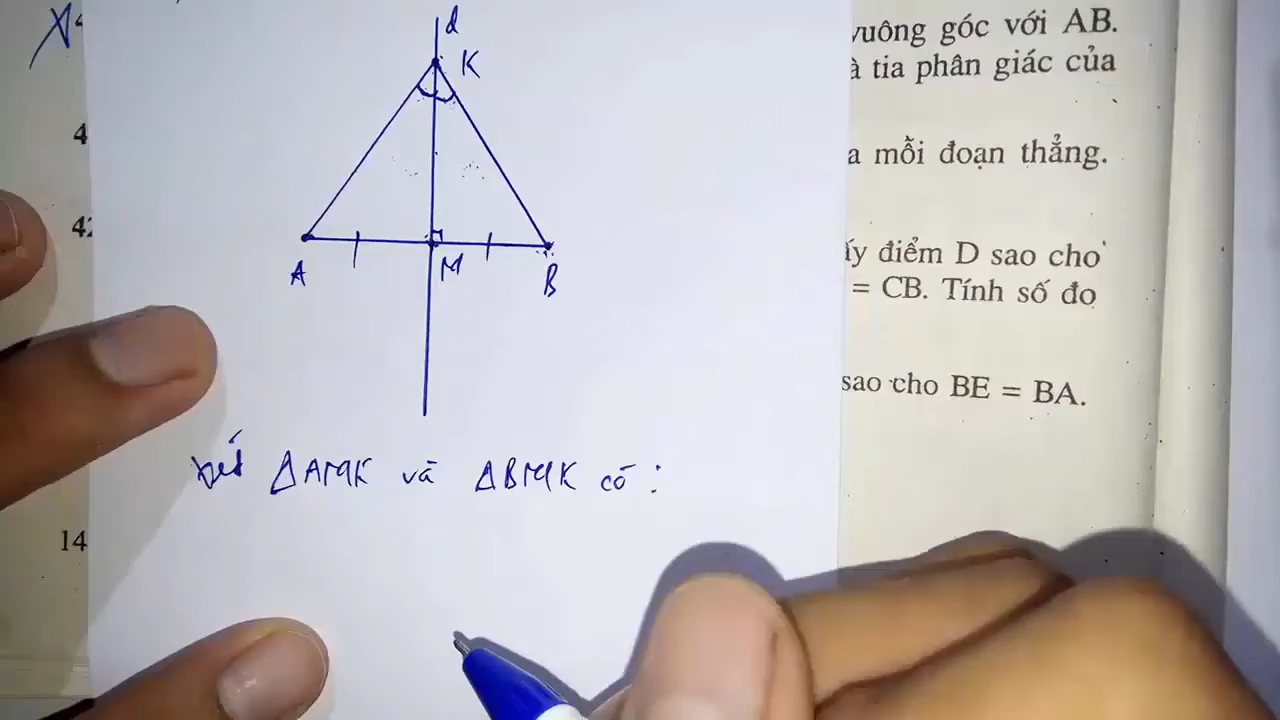 d
vuông góc với AB.
K
à tia phân giác của
4
a mỗi đoạn thẳng.
42
ấy điểm D sao cho
A
M
B
= CB. Tính số đo
sao cho BE = BA.
xét ΔAMK và ΔBMK có :
14